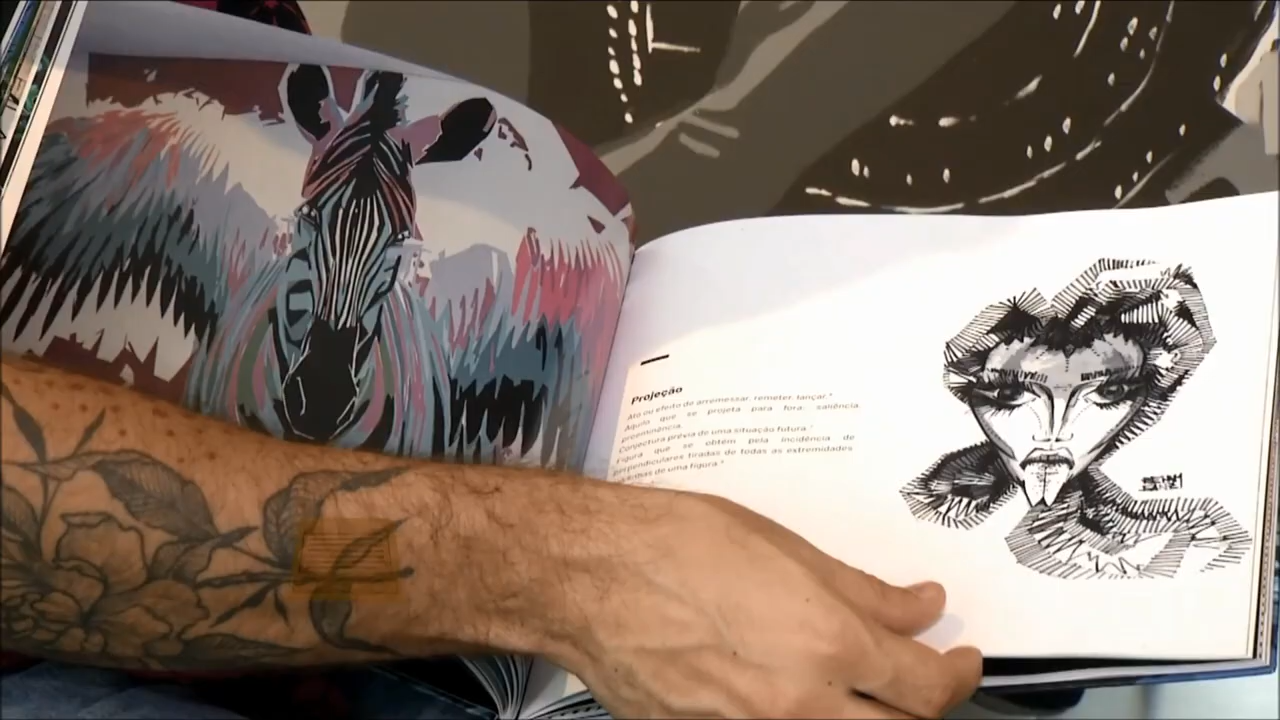 Projeção
Ato ou efeito de arremessar, remeter, lançar.
Aquilo que se projeta para fora; saliência,
preeminência.
Conjectura prévia de uma situação futura.
Figura que se obtém pela incidência de
perpendiculares tiradas de todas as extremidades
de uma figura.